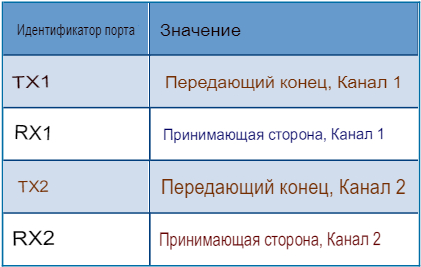 Идентификатор порта Значение
TX1 Передающий конец, Канал 1
RX1 Принимающая сторона, Канал 1
TX2 Передающий конец, Канал 2
RX2 Принимающая сторона, Канал 2